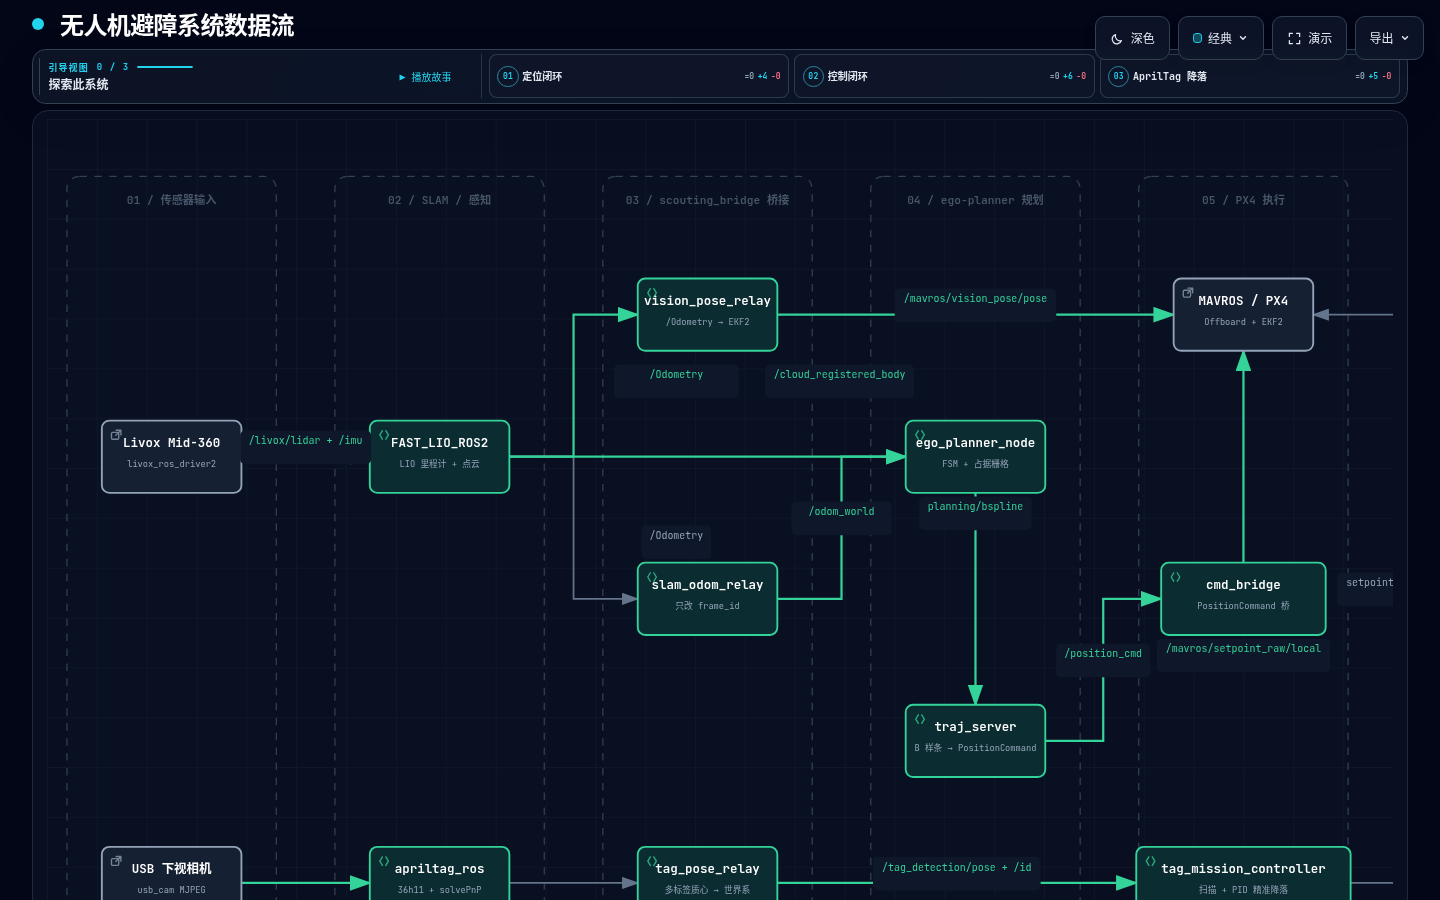 无人机避障系统数据流
深色
经典
演示
导出
引导视图 0 / 3
探索此系统
▶ 播放故事
01 定位闭环 =0 +4 -0
02 控制闭环 =0 +6 -0
03 AprilTag 降落 =0 +5 -0
01 / 传感器输入
02 / SLAM / 感知
03 / scouting_bridge 桥接
04 / ego-planner 规划
05 / PX4 执行
vision_pose_relay
/Odometry → EKF2
/mavros/vision_pose/pose
MAVROS / PX4
Offboard + EKF2
/Odometry
/cloud_registered_body
Livox Mid-360
livox_ros_driver2
/livox/lidar + /imu
FAST_LIO_ROS2
LIO 里程计 + 点云
ego_planner_node
FSM + 占据栅格
/odom_world
planning/bspline
/Odometry
slam_odom_relay
只改 frame_id
cmd_bridge
PositionCommand 桥
setpoint
/position_cmd
/mavros/setpoint_raw/local
traj_server
B 样条 → PositionCommand
USB 下视相机
usb_cam MJPEG
apriltag_ros
36h11 + solvePnP
tag_pose_relay
多标签质心 → 世界系
/tag_detection/pose + /id
tag_mission_controller
扫描 + PID 精准降落